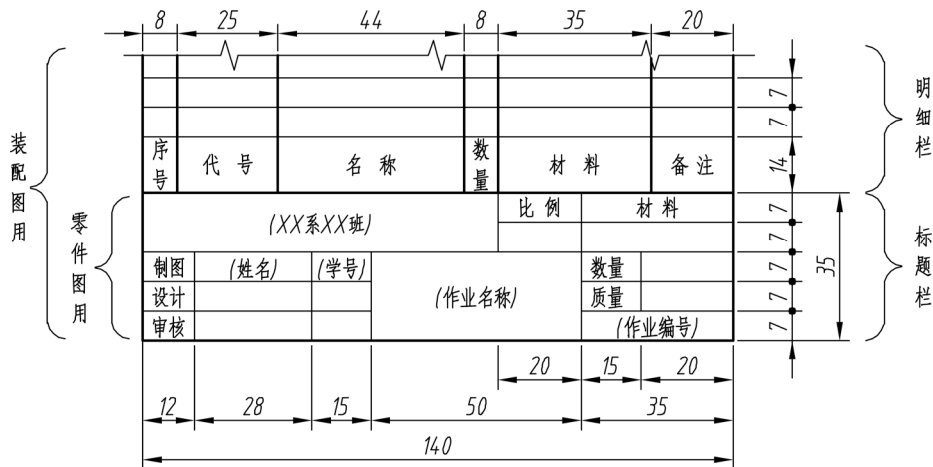 8 25 44 8 35 20
7
7
序号 代号 名称 数量 材料 备注 14
明细栏
装配图用
零件图用
(XX系XX班) 比例 材料 7
7
制图 (姓名) (学号) (作业名称) 数量 7
设计 质量 7
审核 (作业编号) 7
35
标题栏
20 15 20
12 28 15 50 35
140